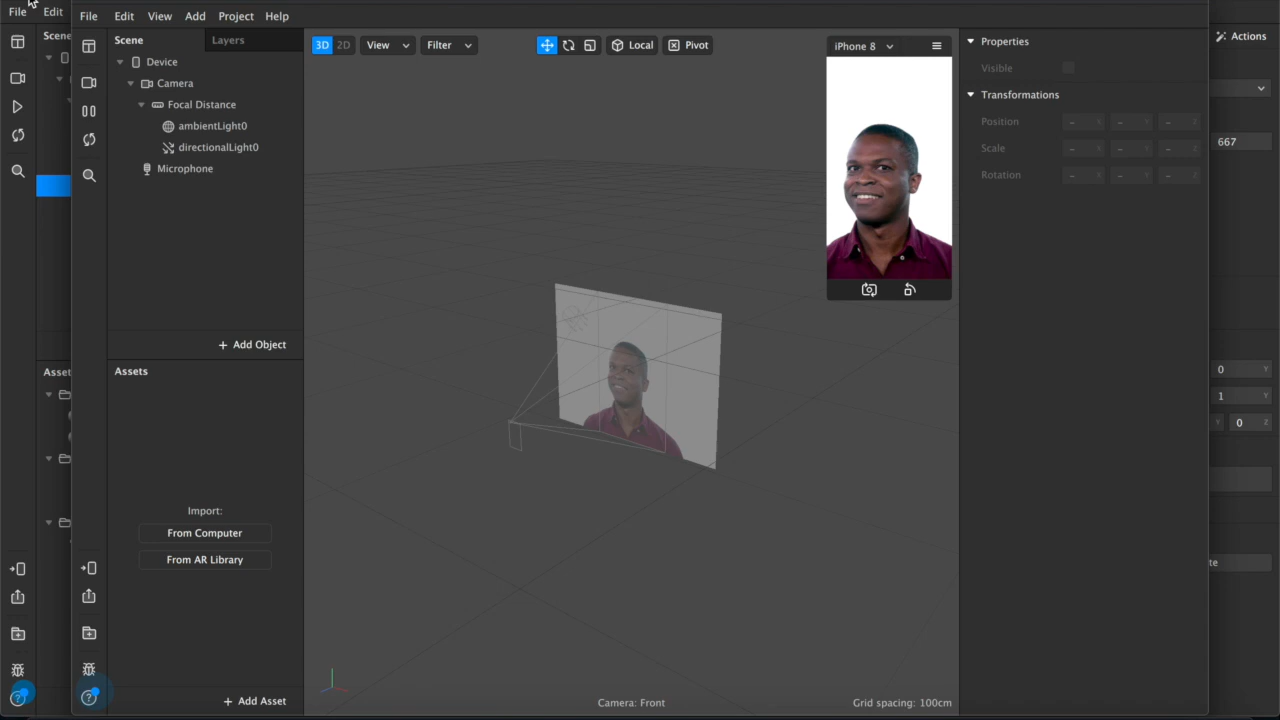 File Edit
File Edit View Add Project Help
Scene
Scene Layers
3D 2D View Filter Local Pivot
iPhone 8
Properties
Actions
Device
Visible
Camera
Transformations
Focal Distance
Position - Y - Y - Z
ambientLight0
667
directionalLight0
Scale - Y - Y - Z
Microphone
Rotation - Y - Y - Z
+ Add Object
Assets
0 Y
1 Y
Y 0 Z
Import:
From Computer
From AR Library
te
+ Add Asset
Camera: Front
Grid spacing: 100cm